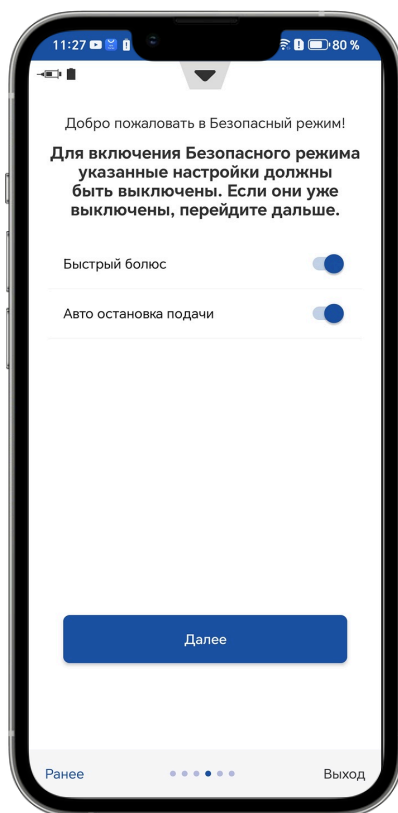 11:27 80 %
Добро пожаловать в Безопасный режим!
Для включения Безопасного режима
указанные настройки должны
быть выключены. Если они уже
выключены, перейдите дальше.
Быстрый болюс
Авто остановка подачи
Далее
Ранее Выход